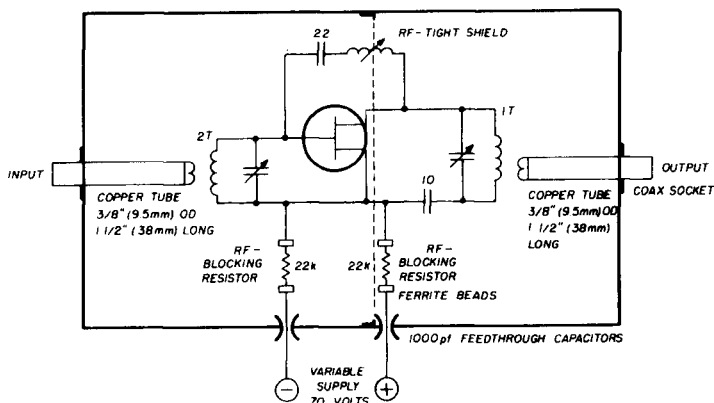 22
RF-TIGHT SHIELD
2T
1T
INPUT
10
OUTPUT
COAX SOCKET
COPPER TUBE
3/8" (9.5mm) OD
1 1/2" (38mm) LONG
COPPER TUBE
3/8" (9.5mm) OD
1 1/2" (38mm)
LONG
RF-
BLOCKING
RESISTOR
22k
22k
RF-
BLOCKING
RESISTOR
FERRITE BEADS
1000pf FEEDTHROUGH CAPACITORS
VARIABLE
SUPPLY
70 VOLTS
−
+